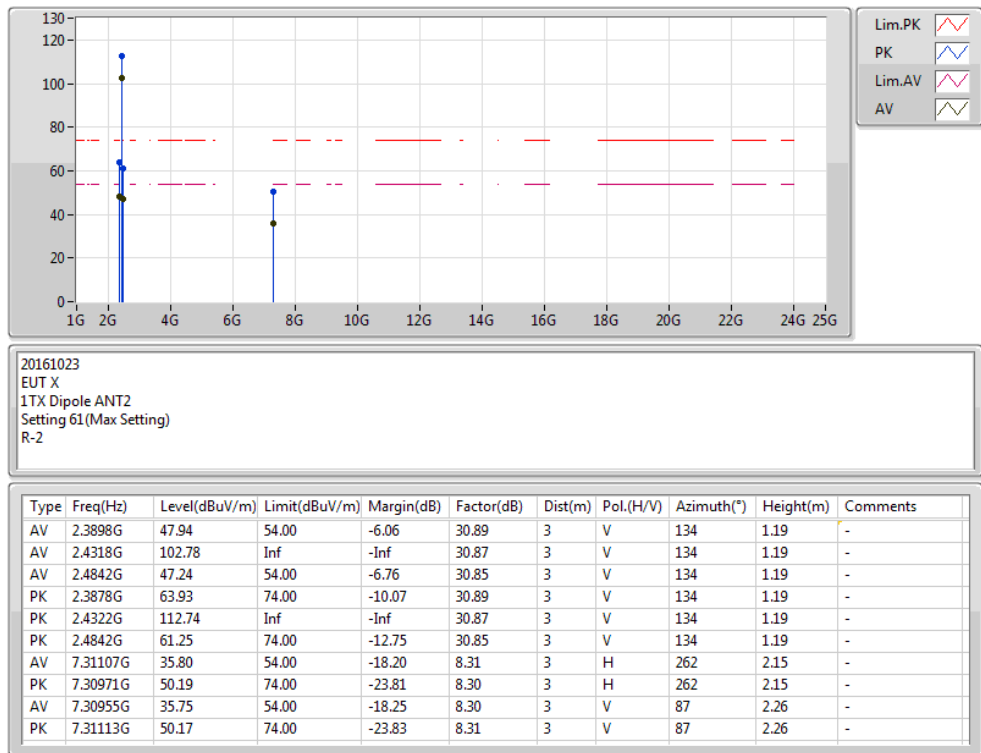 130
120
100
80
60
40
20
0
1G 2G 4G 6G 8G 10G 12G 14G 16G 18G 20G 22G 24G 25G
Lim.PK
PK
Lim.AV
AV
20161023
EUT X
1TX Dipole ANT2
Setting 61(Max Setting)
R-2
Type Freq(Hz) Level(dBuV/m) Limit(dBuV/m) Margin(dB) Factor(dB) Dist(m) Pol.(H/V) Azimuth(°) Height(m) Comments
AV 2.3898G 47.94 54.00 -6.06 30.89 3 V 134 1.19 -
AV 2.4318G 102.78 Inf -Inf 30.87 3 V 134 1.19 -
AV 2.4842G 47.24 54.00 -6.76 30.85 3 V 134 1.19 -
PK 2.3878G 63.93 74.00 -10.07 30.89 3 V 134 1.19 -
PK 2.4322G 112.74 Inf -Inf 30.87 3 V 134 1.19 -
PK 2.4842G 61.25 74.00 -12.75 30.85 3 V 134 1.19 -
AV 7.31107G 35.80 54.00 -18.20 8.31 3 H 262 2.15 -
PK 7.30971G 50.19 74.00 -23.81 8.30 3 H 262 2.15 -
AV 7.30955G 35.75 54.00 -18.25 8.30 3 V 87 2.26 -
PK 7.31113G 50.17 74.00 -23.83 8.31 3 V 87 2.26 -